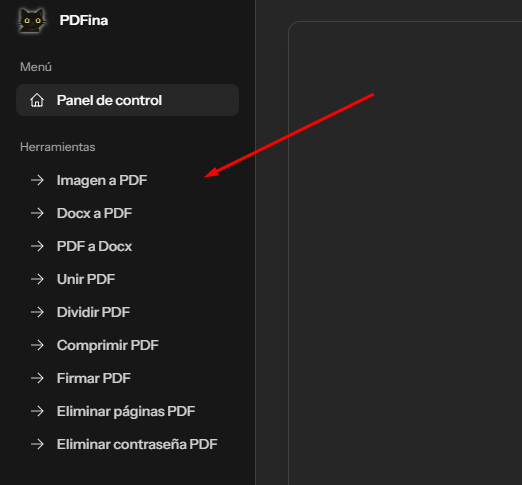 PDFina
Menú
Panel de control
Herramientas
Imagen a PDF
Docx a PDF
PDF a Docx
Unir PDF
Dividir PDF
Comprimir PDF
Firmar PDF
Eliminar páginas PDF
Eliminar contraseña PDF